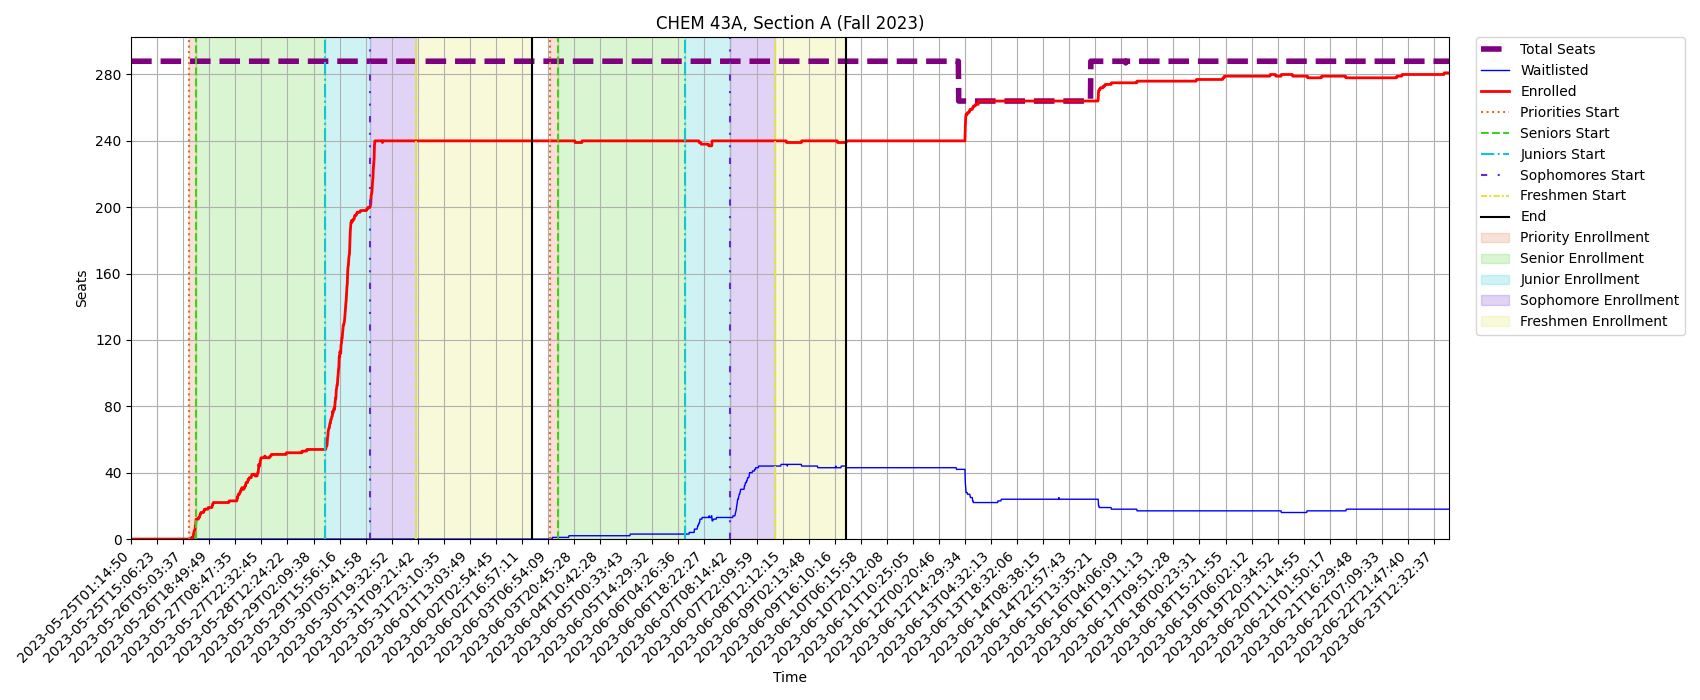 CHEM 43A, Section A (Fall 2023)
Seats
280
240
200
160
120
80
40
0
2023-05-25T01:14:50
2023-05-25T15:06:23
2023-05-26T05:03:37
2023-05-26T18:49:49
2023-05-27T08:47:35
2023-05-27T22:32:45
2023-05-28T12:24:22
2023-05-29T02:09:38
2023-05-29T15:56:16
2023-05-30T05:41:58
2023-05-30T19:32:52
2023-05-31T09:21:42
2023-05-31T23:10:35
2023-06-01T13:03:49
2023-06-02T02:54:45
2023-06-02T16:57:11
2023-06-03T06:54:09
2023-06-03T20:45:28
2023-06-04T10:42:28
2023-06-05T00:33:43
2023-06-05T14:29:32
2023-06-06T04:26:36
2023-06-06T18:22:27
2023-06-07T08:14:42
2023-06-07T22:09:59
2023-06-08T12:12:15
2023-06-09T02:13:48
2023-06-09T16:10:16
2023-06-10T06:15:58
2023-06-10T20:12:08
2023-06-11T10:25:05
2023-06-12T00:20:46
2023-06-12T14:29:34
2023-06-13T04:32:13
2023-06-13T18:32:06
2023-06-14T08:38:15
2023-06-14T22:57:43
2023-06-15T13:35:21
2023-06-16T04:06:09
2023-06-16T19:11:13
2023-06-17T09:51:28
2023-06-18T00:23:31
2023-06-18T15:21:55
2023-06-19T06:02:12
2023-06-19T20:34:52
2023-06-20T11:14:55
2023-06-21T01:50:17
2023-06-21T16:29:48
2023-06-22T07:09:33
2023-06-22T21:47:40
2023-06-23T12:32:37
Time
Total Seats
Waitlisted
Enrolled
Priorities Start
Seniors Start
Juniors Start
Sophomores Start
Freshmen Start
End
Priority Enrollment
Senior Enrollment
Junior Enrollment
Sophomore Enrollment
Freshmen Enrollment